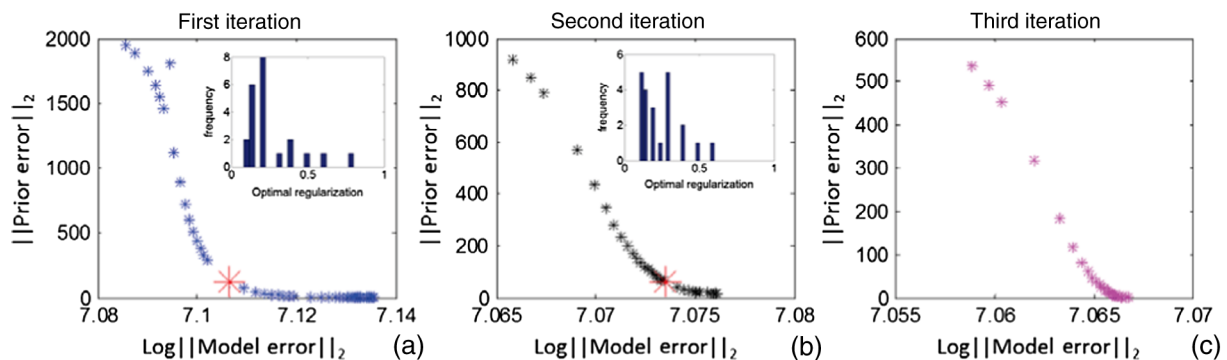 First iteration
2000
1500
1000
500
0
7.08
7.1
7.12
7.14
||Prior error||2
Log||Model error||2
(a)
8
6
4
2
0
0
0.5
1
frequency
Optimal regularization
Second iteration
1000
800
600
400
200
0
7.065
7.07
7.075
7.08
||Prior error||2
Log||Model error||2
(b)
6
4
2
0
0
0.5
1
frequency
Optimal regularization
Third iteration
600
500
400
300
200
100
0
7.055
7.06
7.065
7.07
||Prior error||2
Log||Model error||2
(c)